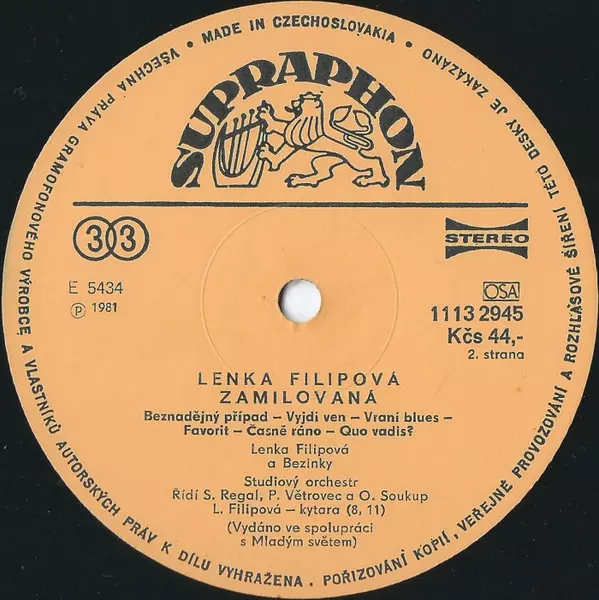 VŠECHNA PRÁVA GRAMOFONOVÉHO VÝROBCE A VLASTNÍKŮ AUTORSKÝCH PRÁV K DÍLU VYHRAŽENA • POŘIZOVÁNÍ KOPIÍ, VEŘEJNÉ PROVOZOVÁNÍ A ROZHLASOVÉ ŠÍŘENÍ TÉTO DESKY JE ZAKÁZÁNO • MADE IN CZECHOSLOVAKIA •
SUPRAPHON
33
STEREO
E 5434
℗ 1981
OSA
1113 2945
Kčs 44,-
2. strana
LENKA FILIPOVÁ
ZAMILOVANÁ
Beznadějný případ – Vyjdi ven – Vraní blues –
Favorit – Časně ráno – Quo vadis?
Lenka Filipová
a Bezinky
Studiový orchestr
Řídí S. Regal, P. Větrovec a O. Soukup
L. Filipová – kytara (8, 11)
(Vydáno ve spolupráci
s Mladým světem)